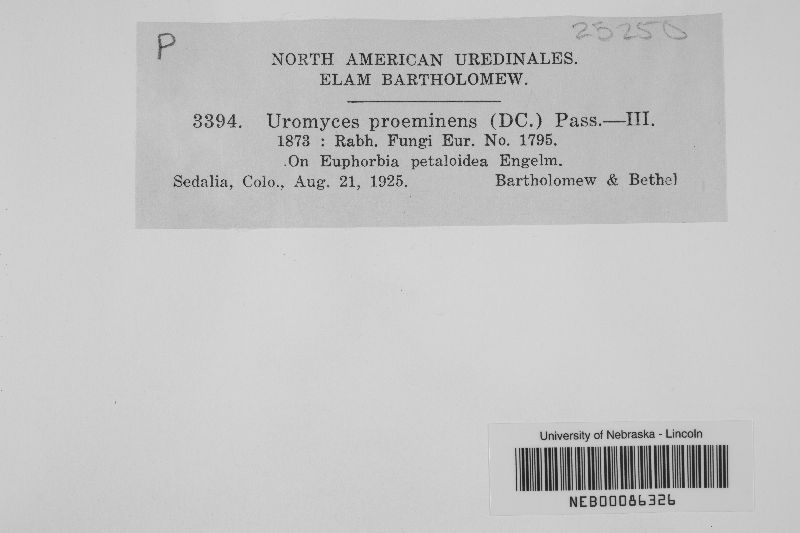 P
25250
NORTH AMERICAN UREDINALES.
ELAM BARTHOLOMEW.
3394. Uromyces proeminens (DC.) Pass.—III.
1873 : Rabh. Fungi Eur. No. 1795.
On Euphorbia petaloidea Engelm.
Sedalia, Colo., Aug. 21, 1925. Bartholomew & Bethel
University of Nebraska - Lincoln
NEB00086326